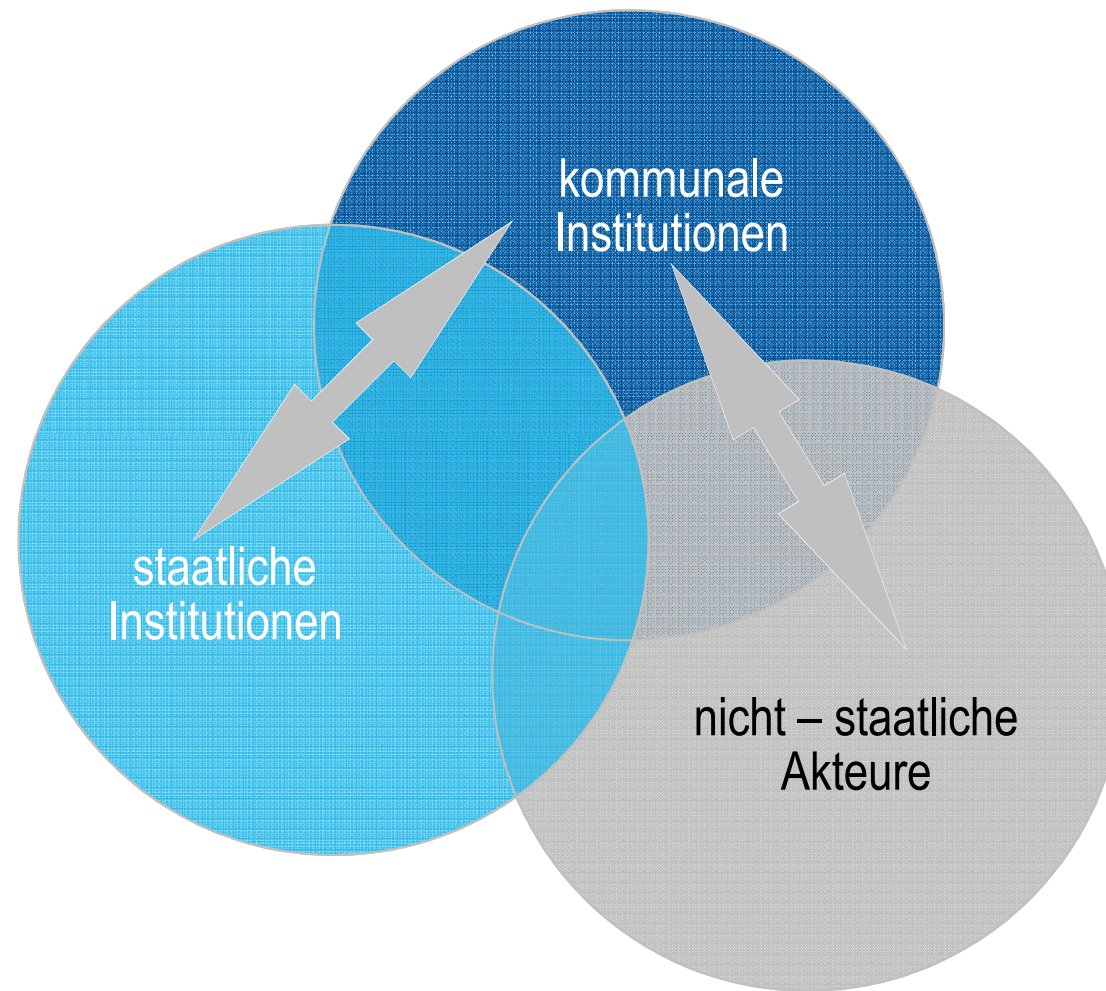 kommunale
Institutionen
staatliche
Institutionen
nicht – staatliche
Akteure